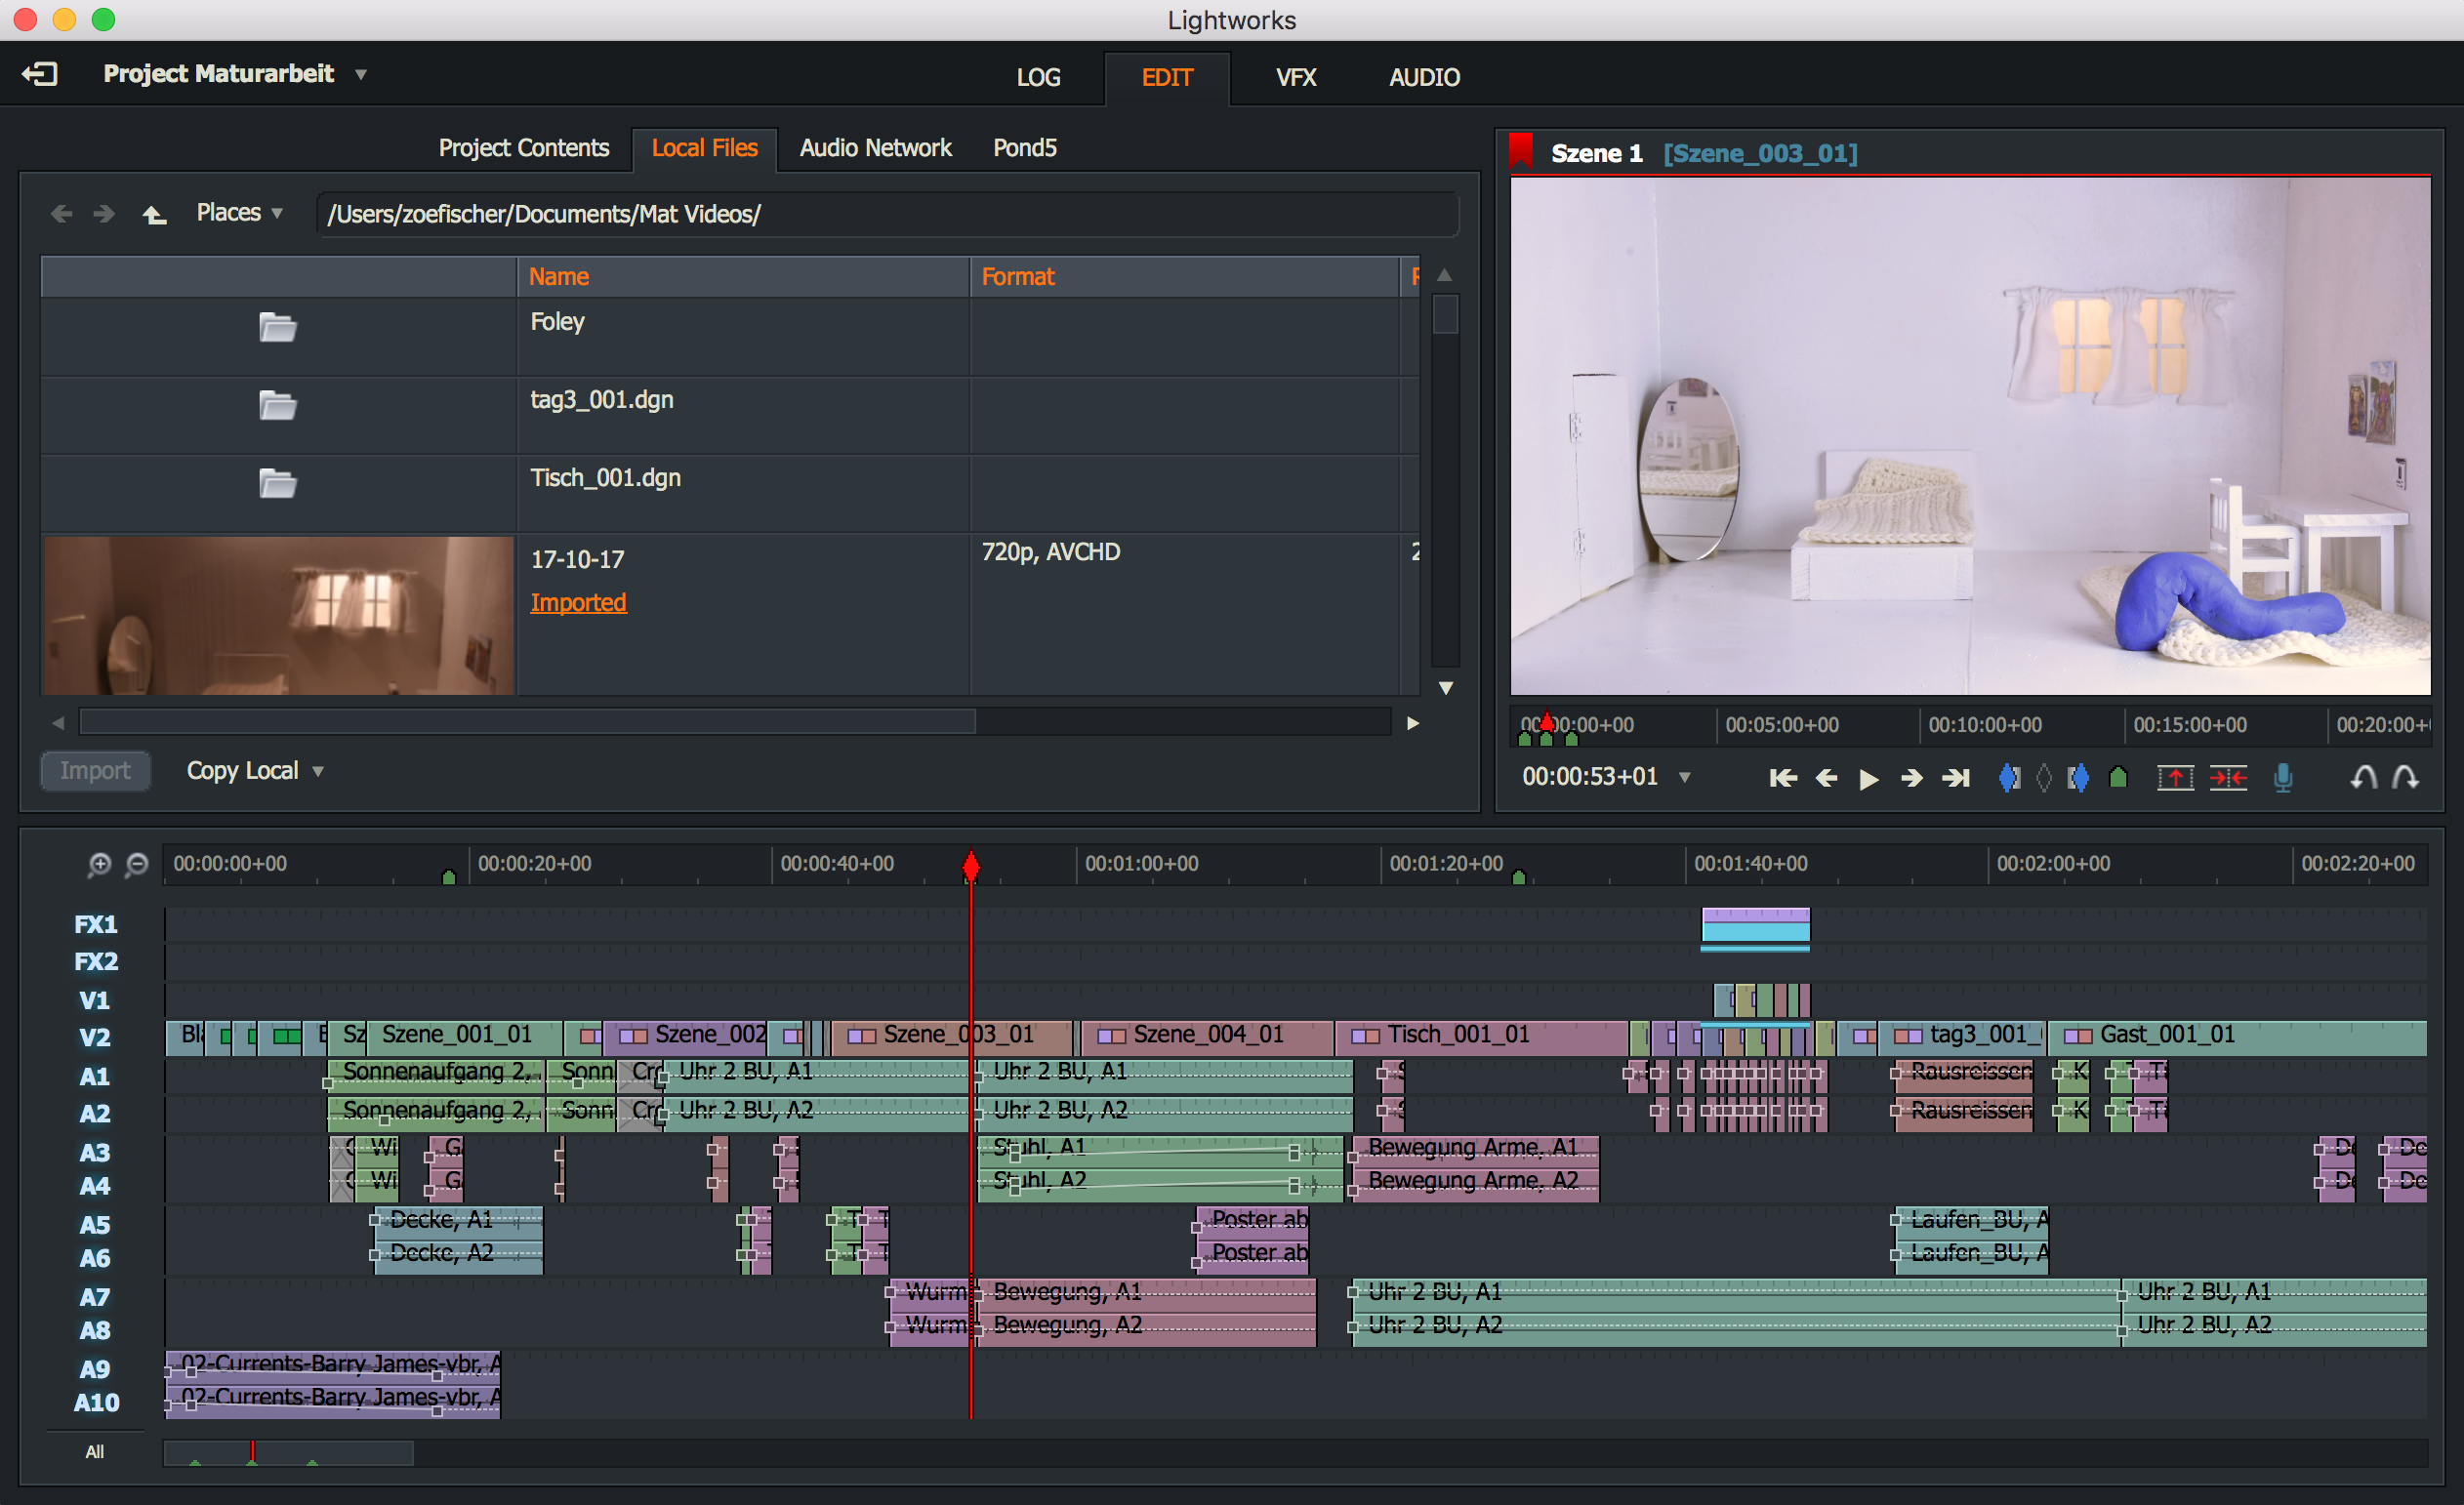 Lightworks
Project Maturarbeit
LOG EDIT VFX AUDIO
Project Contents Local Files Audio Network Pond5
Szene 1 [Szene_003_01]
Places /Users/zoefischer/Documents/Mat Videos/
Name Format
Foley
tag3_001.dgn
Tisch_001.dgn
17-10-17 720p, AVCHD 2
Imported
00:05:00+00 00:10:00+00 00:15:00+00 00:20:00+
Import Copy Local
00:00:53+01
00:00:00+00 00:00:20+00 00:00:40+00 00:01:00+00 00:01:20+00 00:01:40+00 00:02:00+00 00:02:20+00
FX1
FX2
V1
V2 Bl Sz Szene_001_01 Szene_002 Szene_003_01 Szene_004_01 Tisch_001_01 tag3_001_ Gast_001_01
A1 Sonnenaufgang 2, Sonn Cr Uhr 2 BU, A1 Uhr 2 BU, A1 Rausreissen K T
A2 Sonnenaufgang 2, Sonn Cr Uhr 2 BU, A2 Uhr 2 BU, A2 Rausreissen K T
A3 Wi G Stuhl, A1 Bewegung Arme, A1 De Do
A4 Wi G Stuhl, A2 Bewegung Arme, A2 De Do
A5 Decke, A1 T T Poster ab Laufen_BU, A
A6 Decke, A2 T T Poster ab Laufen_BU, A
A7 Wurm Bewegung, A1 Uhr 2 BU, A1 Uhr 2 BU, A1
A8 Wurm Bewegung, A2 Uhr 2 BU, A2 Uhr 2 BU, A2
A9 02-Currents-Barry James-vbr, A
A10 02-Currents-Barry James-vbr, A
All